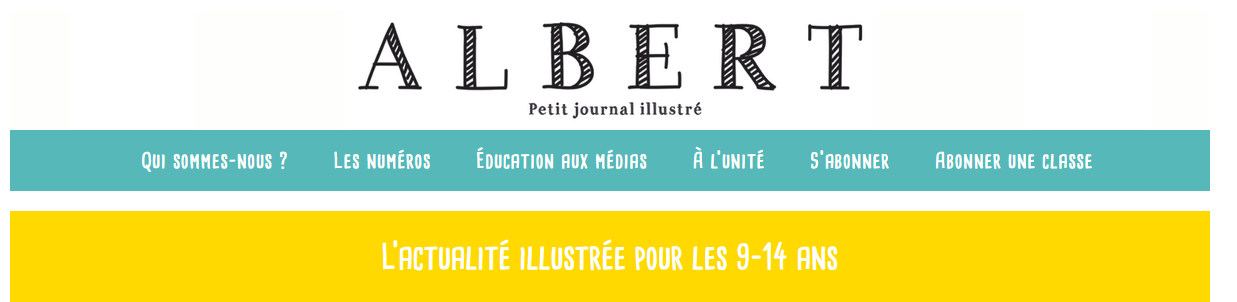 ALBERT
Petit journal illustré
Qui sommes-nous ? Les numéros Éducation aux médias À l'unité S'abonner Abonner une classe
L'actualité illustrée pour les 9-14 ans